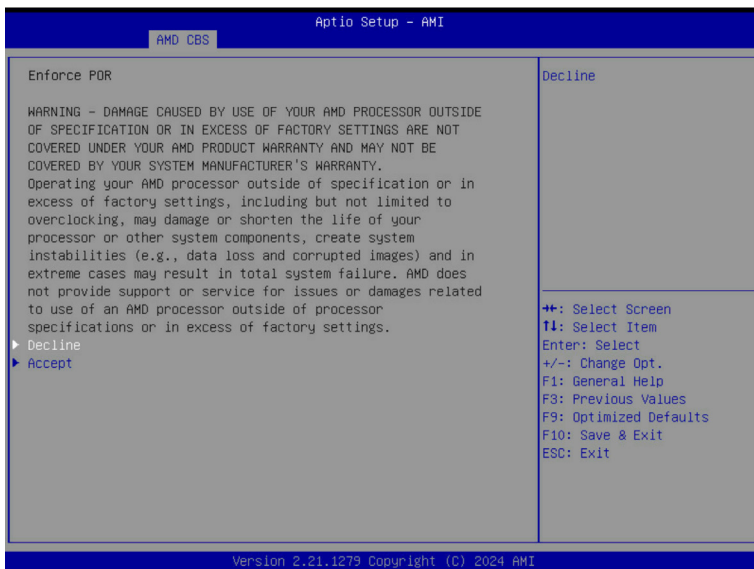 Aptio Setup – AMI
AMD CBS
Enforce POR
WARNING – DAMAGE CAUSED BY USE OF YOUR AMD PROCESSOR OUTSIDE
OF SPECIFICATION OR IN EXCESS OF FACTORY SETTINGS ARE NOT
COVERED UNDER YOUR AMD PRODUCT WARRANTY AND MAY NOT BE
COVERED BY YOUR SYSTEM MANUFACTURER'S WARRANTY.
Operating your AMD processor outside of specification or in
excess of factory settings, including but not limited to
overclocking, may damage or shorten the life of your
processor or other system components, create system
instabilities (e.g., data loss and corrupted images) and in
extreme cases may result in total system failure. AMD does
not provide support or service for issues or damages related
to use of an AMD processor outside of processor
specifications or in excess of factory settings.
Decline
Accept
Decline
→←: Select Screen
↑↓: Select Item
Enter: Select
+/-: Change Opt.
F1: General Help
F3: Previous Values
F9: Optimized Defaults
F10: Save & Exit
ESC: Exit
Version 2.21.1279 Copyright (C) 2024 AMI